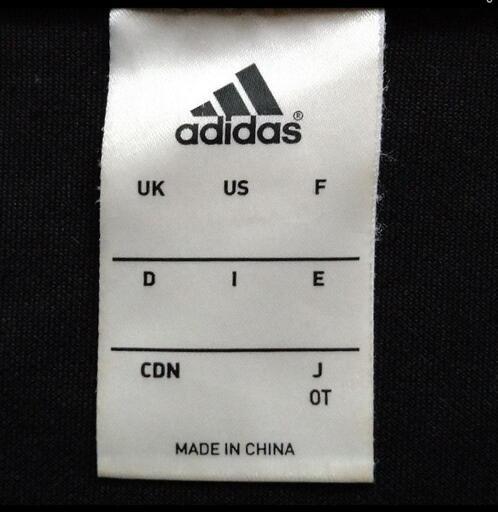 adidas®
UK US F
D I E
CDN J
OT
MADE IN CHINA